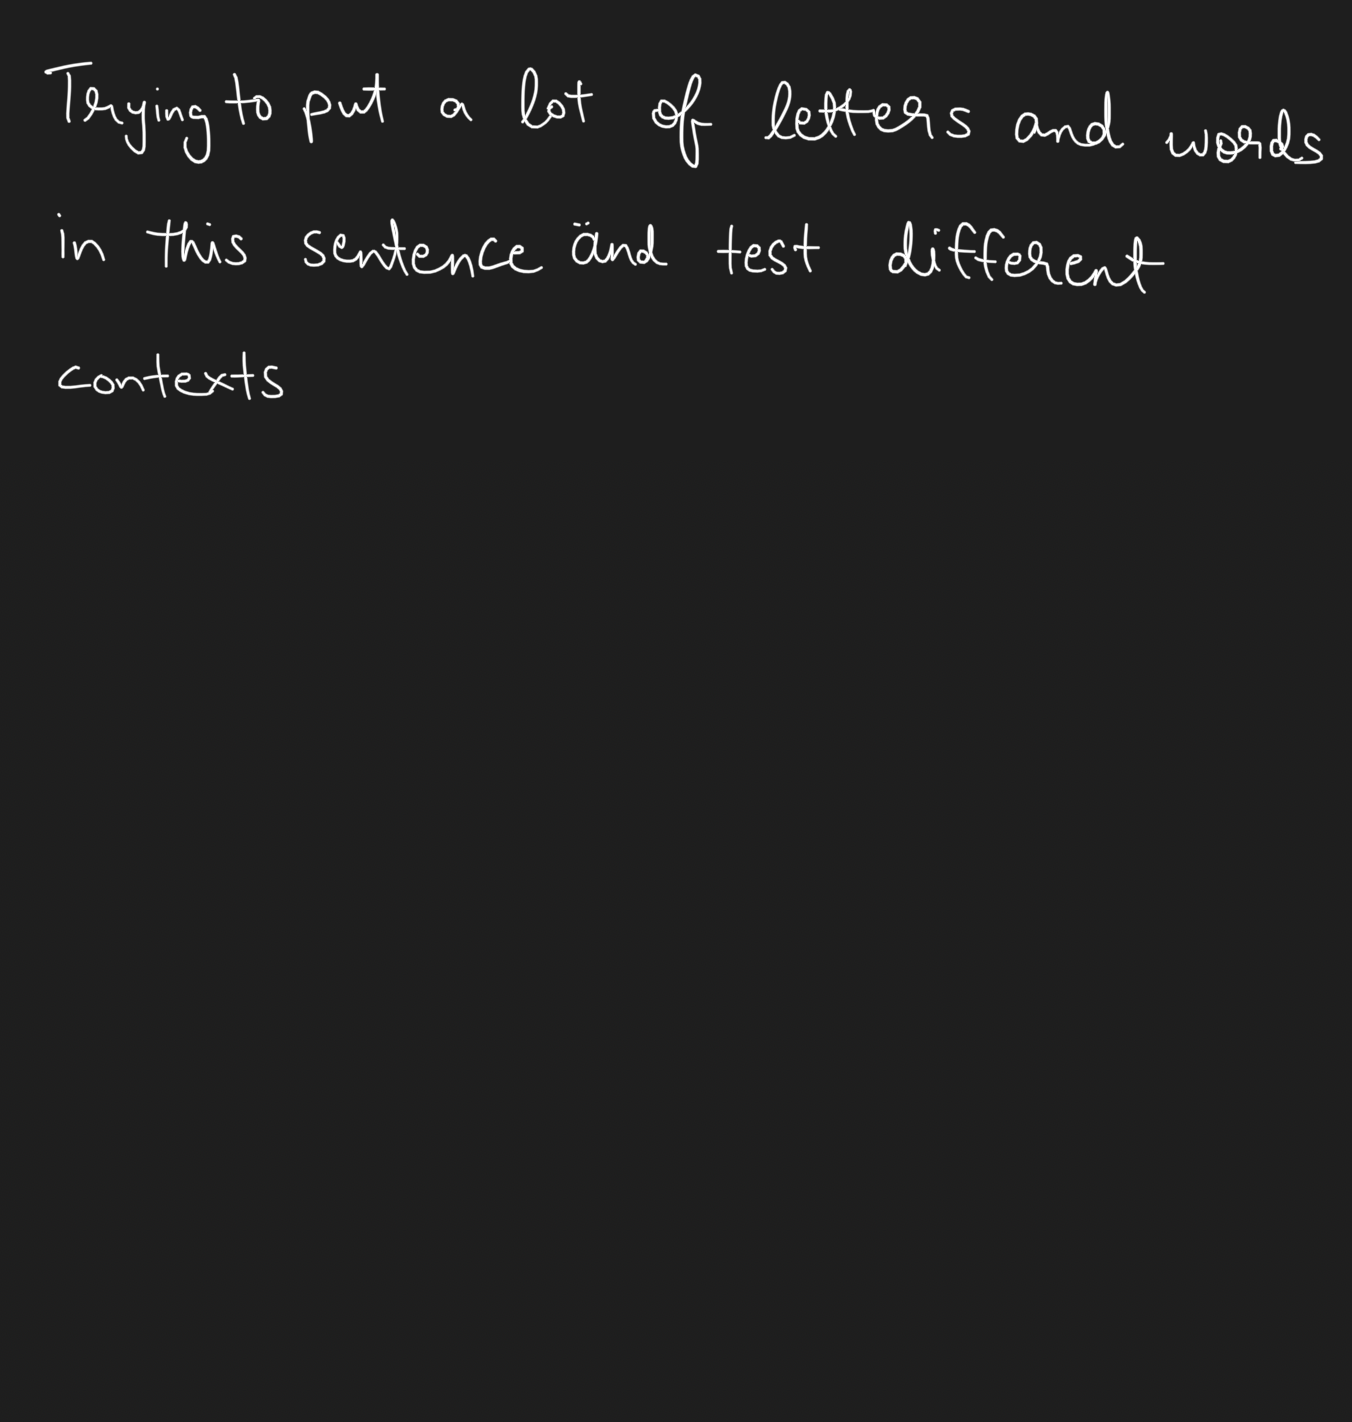 Trying to put a lot of letters and words
in this sentence änd test different
contexts